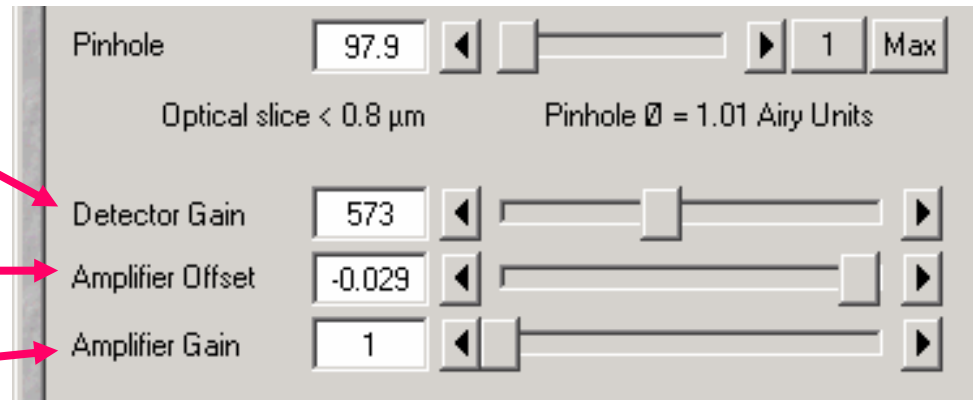 Pinhole 97.9 1 Max
Optical slice < 0.8 µm Pinhole Ø = 1.01 Airy Units
Detector Gain 573
Amplifier Offset -0.029
Amplifier Gain 1